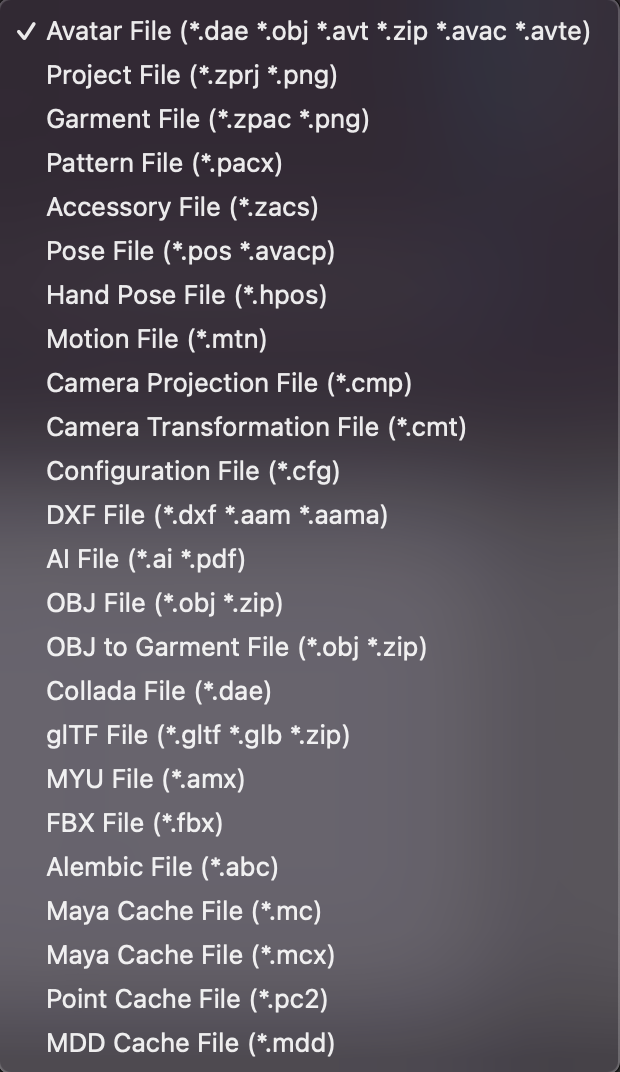 ✓ Avatar File (*.dae *.obj *.avt *.zip *.avac *.avte)
Project File (*.zprj *.png)
Garment File (*.zpac *.png)
Pattern File (*.pacx)
Accessory File (*.zacs)
Pose File (*.pos *.avacp)
Hand Pose File (*.hpos)
Motion File (*.mtn)
Camera Projection File (*.cmp)
Camera Transformation File (*.cmt)
Configuration File (*.cfg)
DXF File (*.dxf *.aam *.aama)
AI File (*.ai *.pdf)
OBJ File (*.obj *.zip)
OBJ to Garment File (*.obj *.zip)
Collada File (*.dae)
glTF File (*.gltf *.glb *.zip)
MYU File (*.amx)
FBX File (*.fbx)
Alembic File (*.abc)
Maya Cache File (*.mc)
Maya Cache File (*.mcx)
Point Cache File (*.pc2)
MDD Cache File (*.mdd)